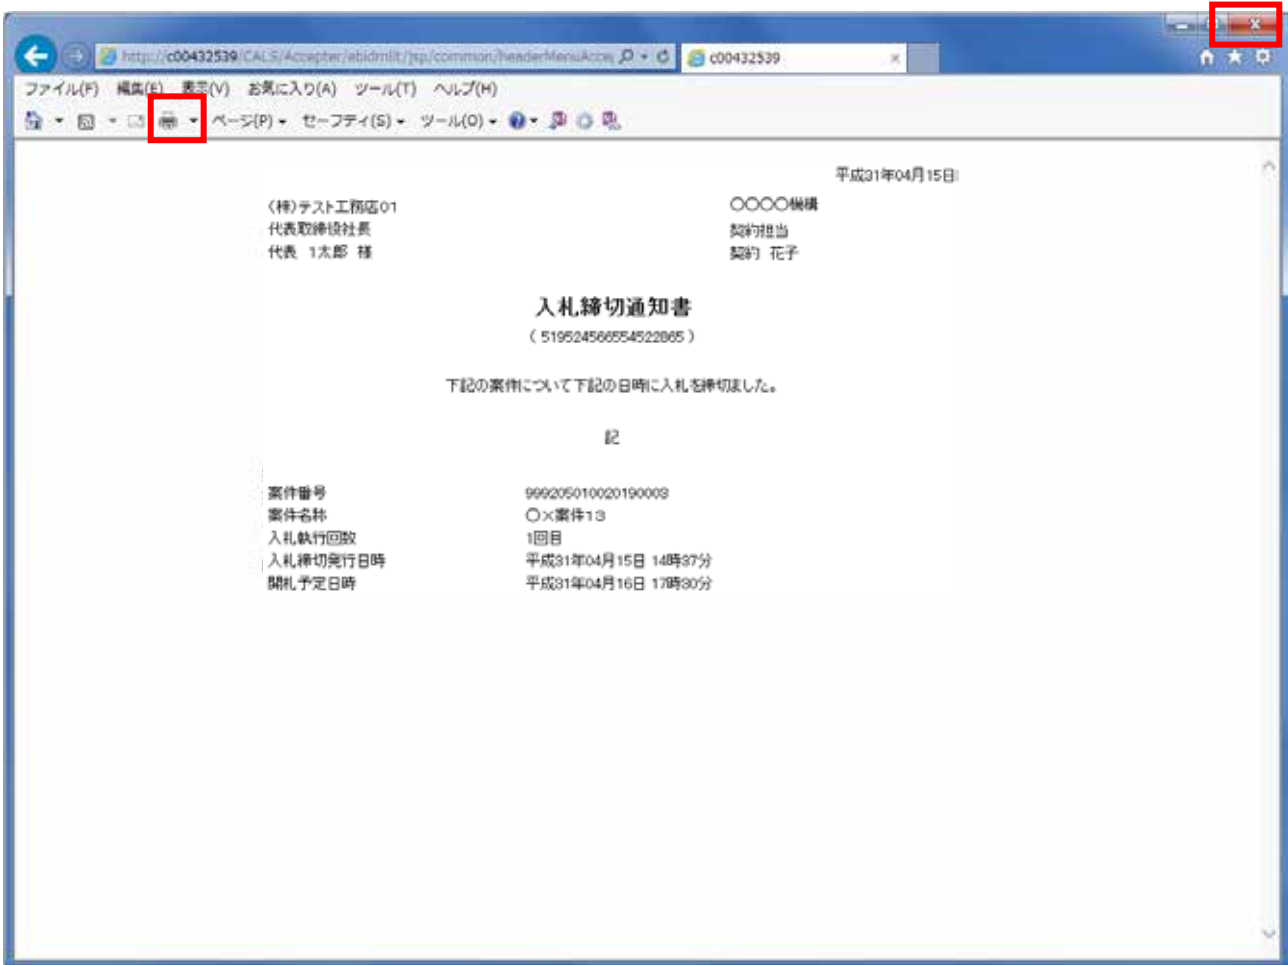 http://c00432539/CALS/Accepter/ebidmlit/jsp/common/headerMenuAccep
c00432539
ファイル(F) 編集(E) 表示(V) お気に入り(A) ツール(T) ヘルプ(H)
ページ(P) セーフティ(S) ツール(O)
平成31年04月15日
(株)テスト工務店01
〇〇〇〇機構
代表取締役社長
契約担当
代表 1太郎 様
契約 花子
入札締切通知書
(519524566554522865)
下記の案件について下記の日時に入札を締切ました。
記
案件番号 999205010020190003
案件名称 〇×案件13
入札執行回数 1回目
入札締切発行日時 平成31年04月15日 14時37分
開札予定日時 平成31年04月16日 17時30分